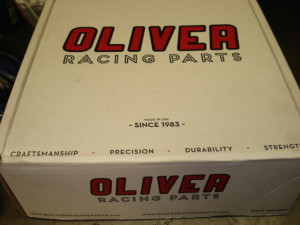 OLIVER
RACING PARTS
MADE IN USA
- SINCE 1983 -
CRAFTSMANSHIP - PRECISION - DURABILITY - STRENGT
OLIVER
RACING PARTS